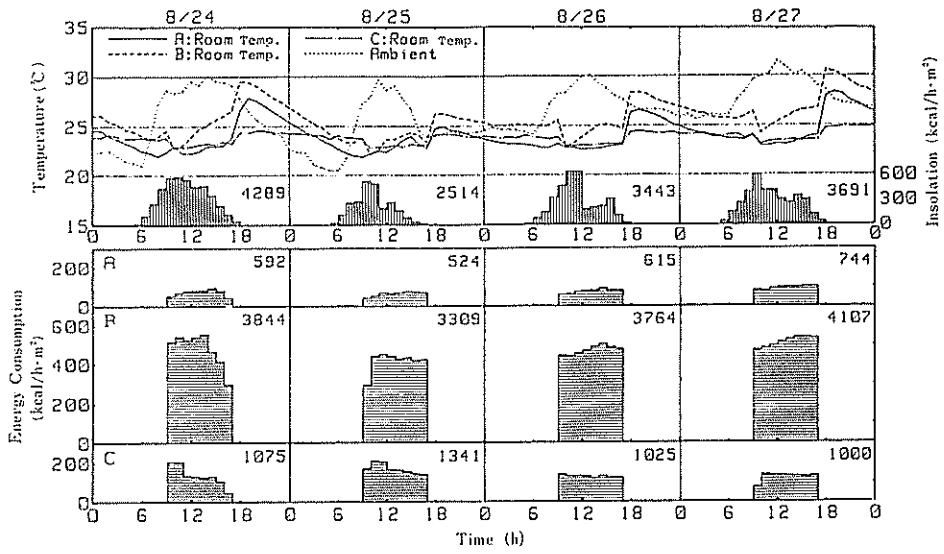 8/24 8/25 8/26 8/27
35
A:Room Temp. C:Room Temp.
B:Room Temp. Ambient
30
25
20
15
Temperature (℃)
600
300
0
Insolation (kcal/h·m²)
4289 2514 3443 3691
0 6 12 18 0 6 12 18 0 6 12 18 0 6 12 18 0
200
0
A 592 524 615 744
600
400
200
0
B 3844 3309 3764 4107
200
0
C 1075 1341 1025 1000
Energy Consumption
(kcal/h·m²)
0 6 12 18 0 6 12 18 0 6 12 18 0 6 12 18 0
Time (h)